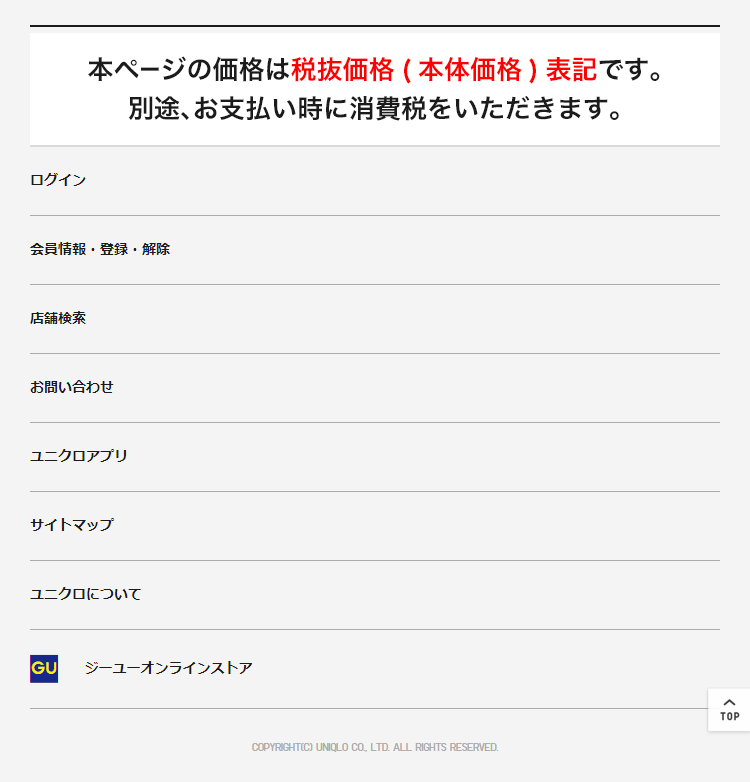 本ページの価格は税抜価格(本体価格)表記です。
別途、お支払い時に消費税をいただきます。
ログイン
会員情報・登録・解除
店舗検索
お問い合わせ
ユニクロアプリ
サイトマップ
ユニクロについて
GU ジーユーオンラインストア
TOP
COPYRIGHT(C) UNIQLO CO., LTD. ALL RIGHTS RESERVED.